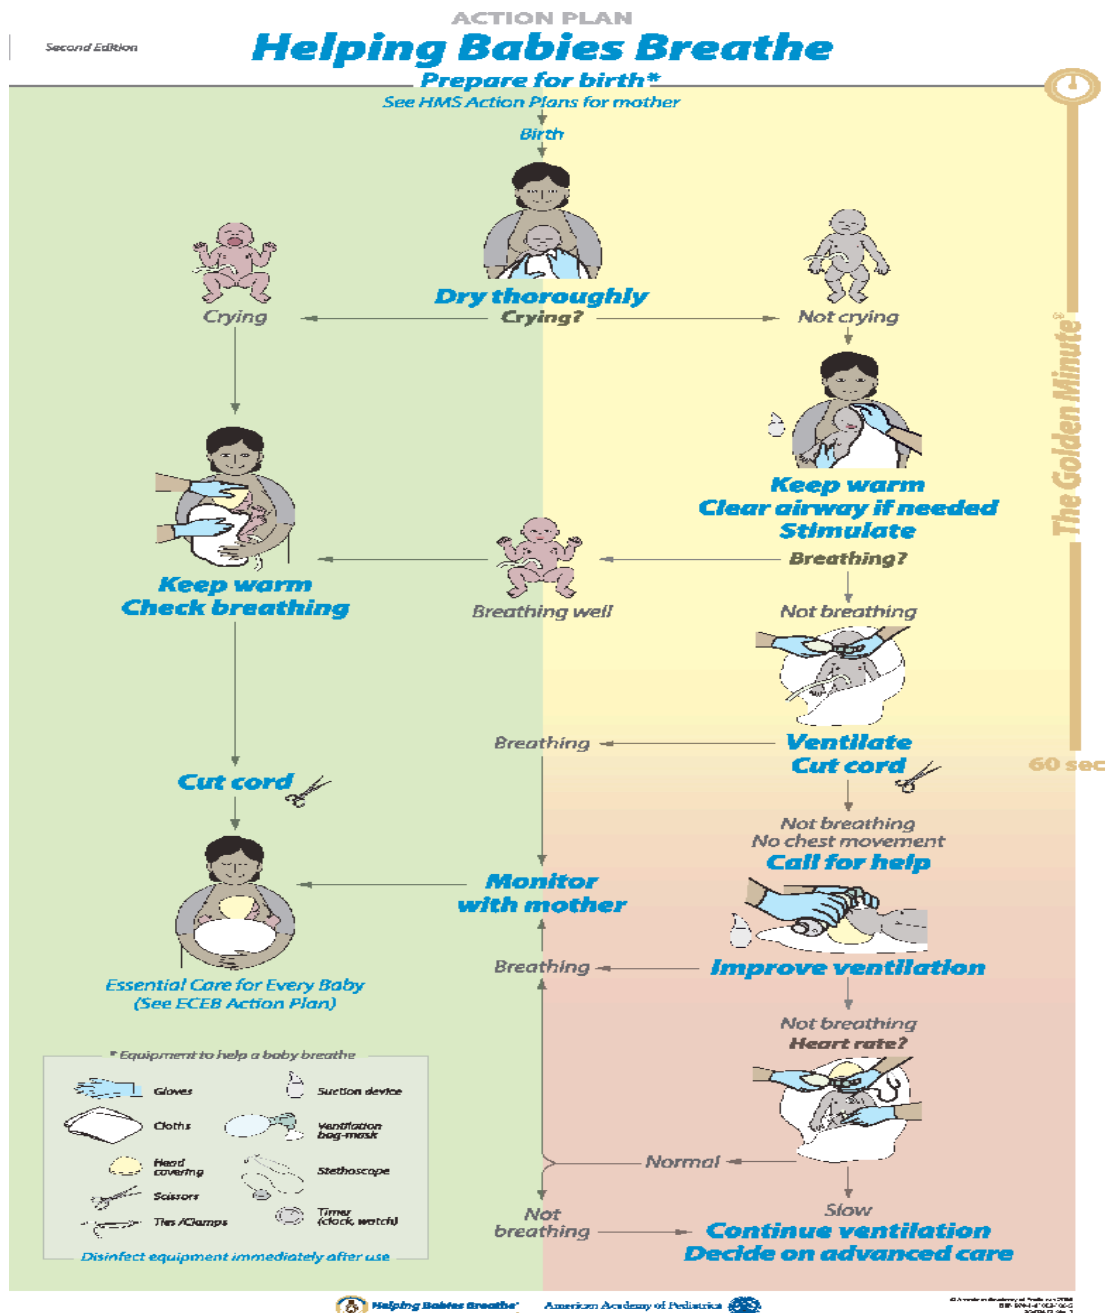 ACTION PLAN
Second Edition
Helping Babies Breathe
Prepare for birth*
See HMS Action Plans for mother
Birth
Dry thoroughly
Crying
Crying?
Not crying
The Golden Minute®
Keep warm
Clear airway if needed
Stimulate
Breathing?
Keep warm
Check breathing
Breathing well
Not breathing
Breathing
Ventilate
Cut cord
60 sec
Cut cord
Not breathing
No chest movement
Call for help
Monitor
with mother
Breathing
Improve ventilation
Essential Care for Every Baby
(See ECEB Action Plan)
Not breathing
Heart rate?
* Equipment to help a baby breathe
Gloves
Suction device
Cloths
Ventilation
bag-mask
Head
covering
Stethoscope
Scissors
Ties /Clamps
Timer
(clock, watch)
Disinfect equipment immediately after use
Normal
Slow
Not
breathing
Continue ventilation
Decide on advanced care
Helping Babies Breathe®
American Academy of Pediatrics